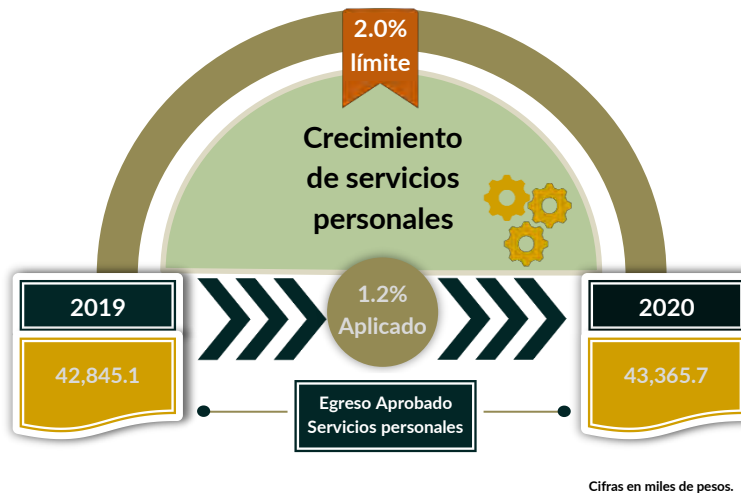 2.0%
límite
Crecimiento
de servicios
personales
2019
1.2%
Aplicado
2020
42,845.1
43,365.7
Egreso Aprobado
Servicios personales
Cifras en miles de pesos.